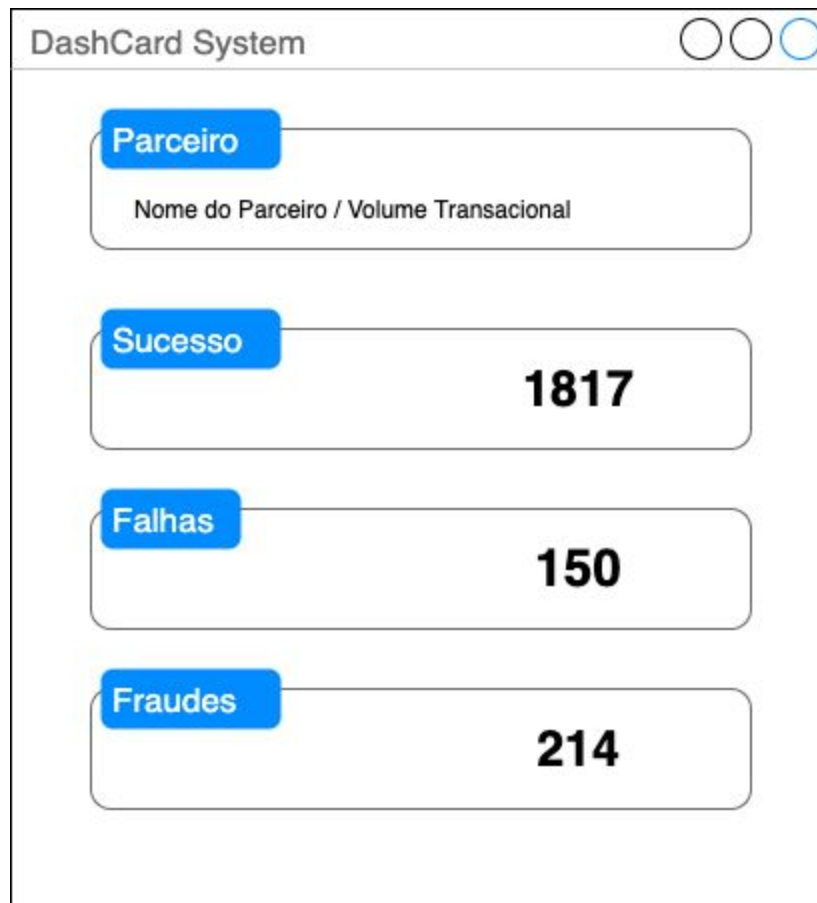 DashCard System
Parceiro
Nome do Parceiro / Volume Transacional
Sucesso
1817
Falhas
150
Fraudes
214